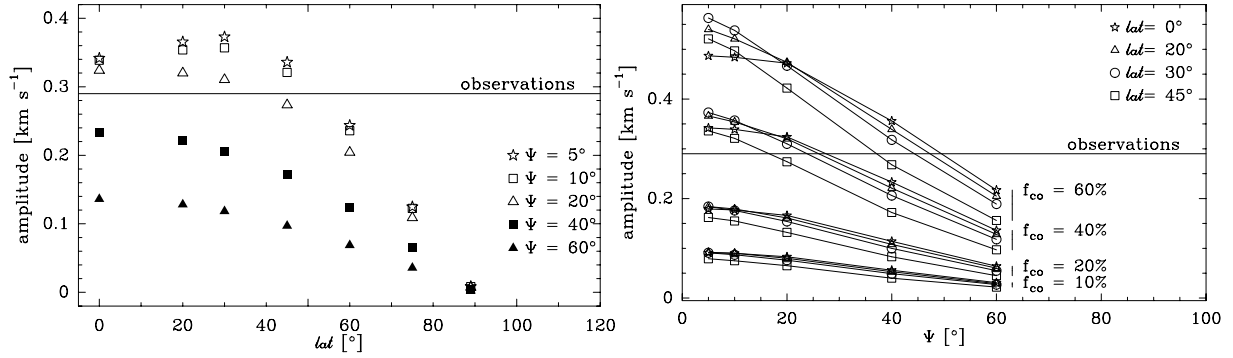 0.4
0.3
0.2
0.1
0
amplitude [km s⁻¹]
observations
☆ Ψ = 5°
□ Ψ = 10°
△ Ψ = 20°
■ Ψ = 40°
▲ Ψ = 60°
0 20 40 60 80 100 120
lat [°]
0.4
0.2
0
amplitude [km s⁻¹]
☆ lat= 0°
△ lat= 20°
○ lat= 30°
□ lat= 45°
observations
f_co = 60%
f_co = 40%
f_co = 20%
f_co = 10%
0 20 40 60 80 100
Ψ [°]